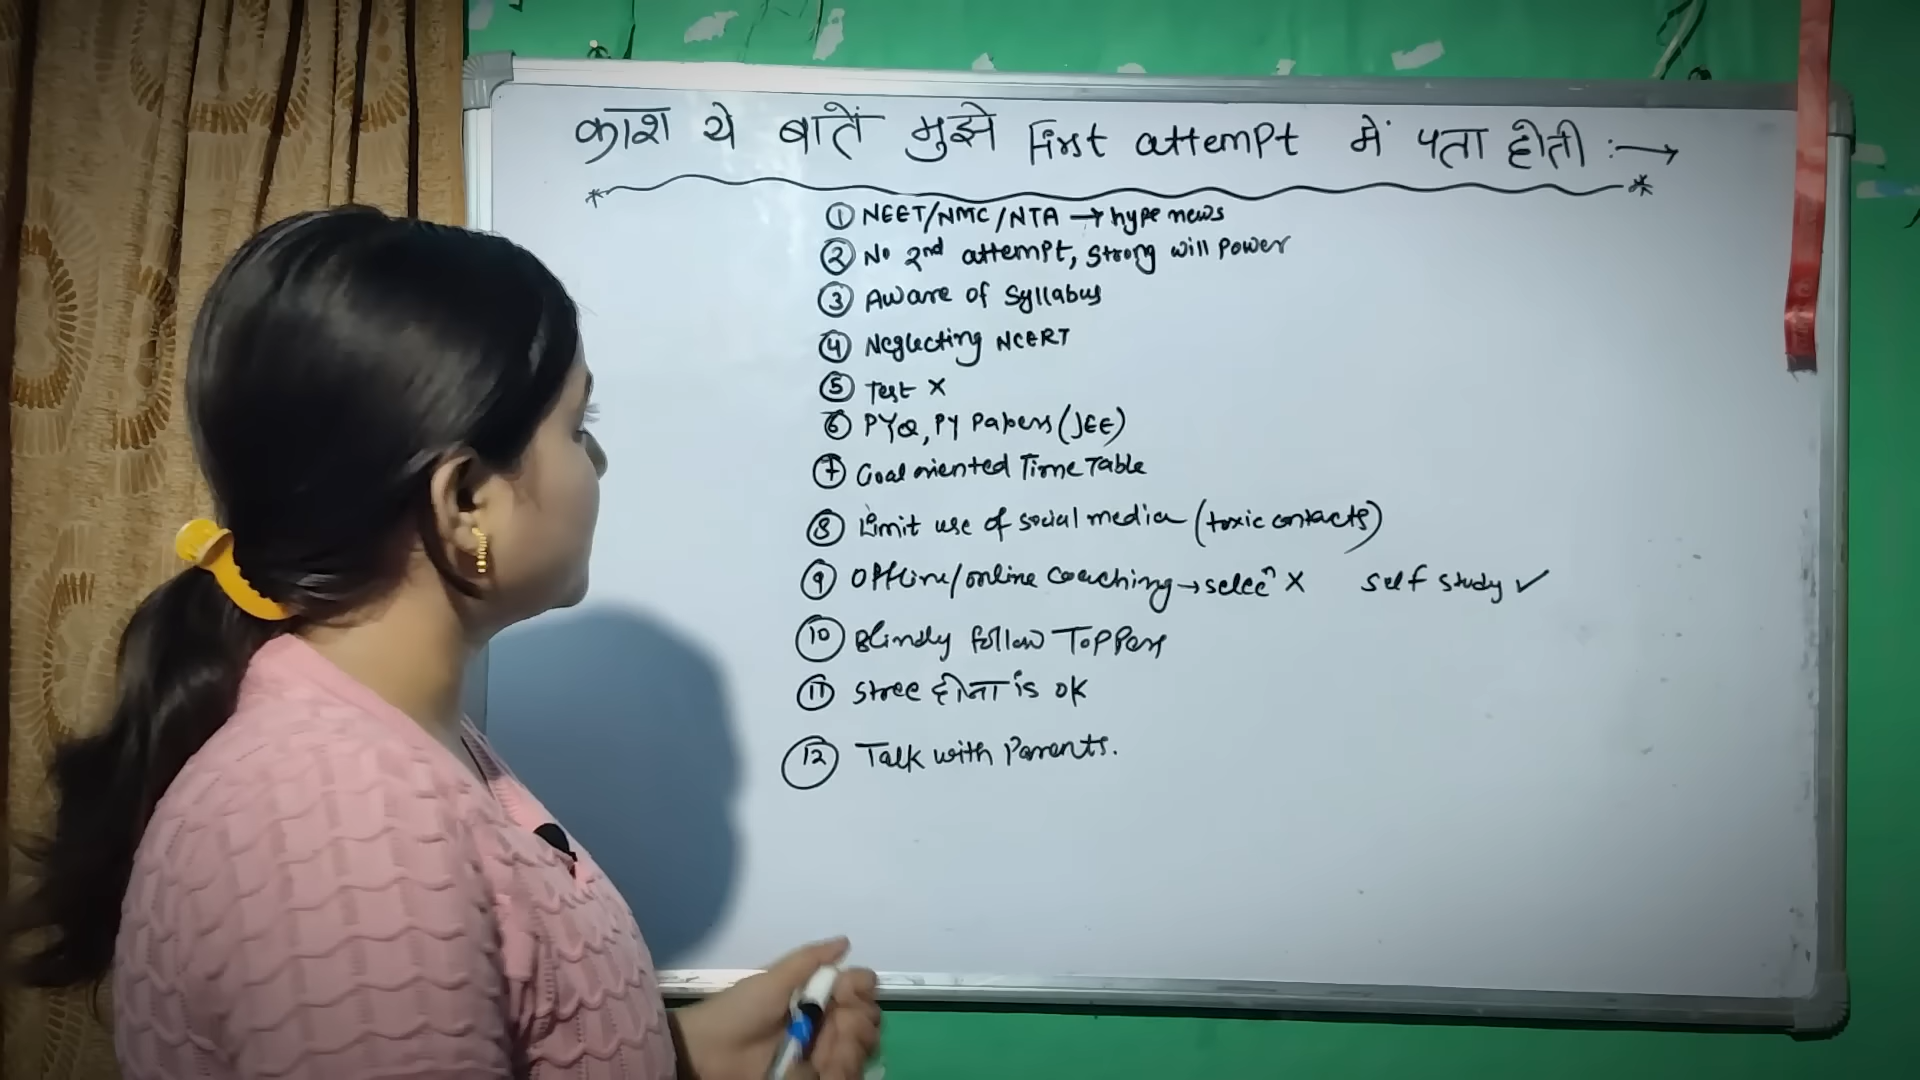 काश ये बातें मुझे First attempt में पता होती :→
① NEET/NMC/NTA → hype news
② No 2nd attempt, Strong will Power
③ Aware of Syllabus
④ Neglecting NCERT
⑤ Test X
⑥ PYQ, PY Papers (JEE)
⑦ Goal oriented Time Table
⑧ Limit use of social media (toxic contacts)
⑨ Offline/online coaching → selecⁿ X self study ✓
⑩ Blindly follow Toppers
⑪ Stree होना is ok
⑫ Talk with Parents.